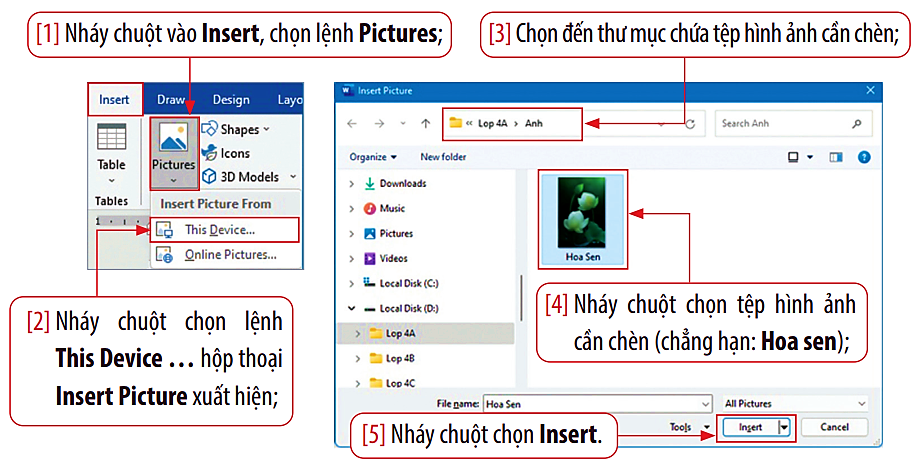 [1] Nháy chuột vào Insert, chọn lệnh Pictures;
[3] Chọn đến thư mục chứa tệp hình ảnh cần chèn;
Insert
Draw
Design
Layo
Table
Tables
Pictures
Shapes
Icons
3D Models
Insert Picture From
This Device...
Online Pictures...
1
[2] Nháy chuột chọn lệnh
This Device … hộp thoại
Insert Picture xuất hiện;
Insert Picture
« Lop 4A > Anh
Search Anh
Organize
New folder
Downloads
Music
Pictures
Videos
Local Disk (C:)
Local Disk (D:)
Lop 4A
Lop 4B
Lop 4C
Hoa Sen
[4] Nháy chuột chọn tệp hình ảnh
cần chèn (chẳng hạn: Hoa sen);
File name: Hoa Sen
All Pictures
[5] Nháy chuột chọn Insert.
Tools
Insert
Cancel